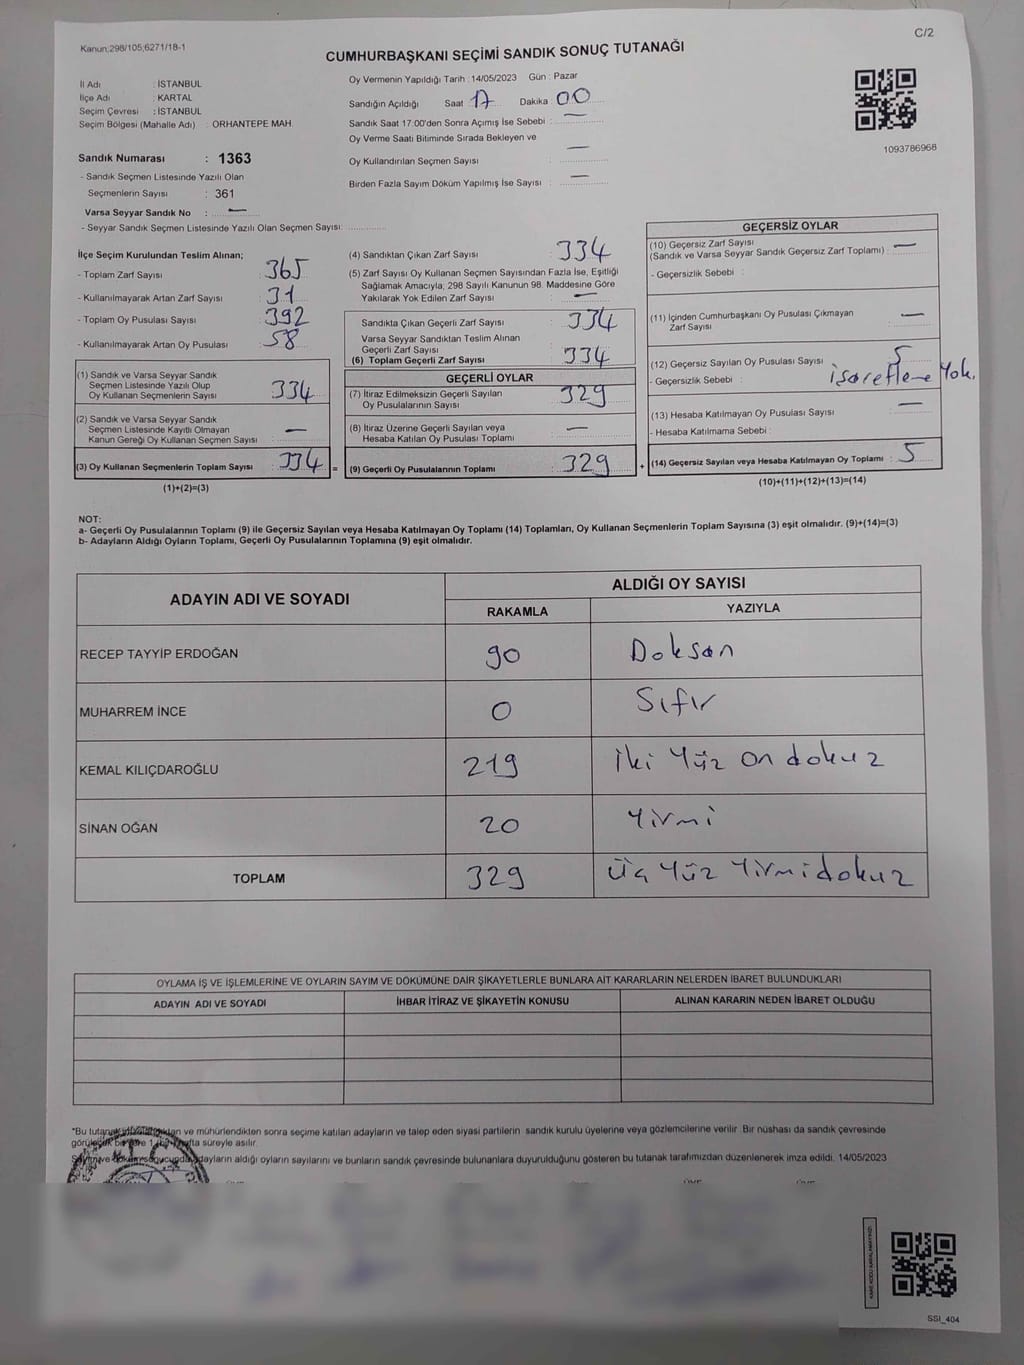 Kanun;298/105;6271/18-1
C/2
CUMHURBAŞKANI SEÇİMİ SANDIK SONUÇ TUTANAĞI
İl Adı : İSTANBUL
İlçe Adı : KARTAL
Seçim Çevresi : İSTANBUL
Seçim Bölgesi (Mahalle Adı) : ORHANTEPE MAH.
Sandık Numarası : 1363
- Sandık Seçmen Listesinde Yazılı Olan
Seçmenlerin Sayısı : 361
Varsa Seyyar Sandık No : —
- Seyyar Sandık Seçmen Listesinde Yazılı Olan Seçmen Sayısı:
Oy Vermenin Yapıldığı Tarih : 14/05/2023 Gün : Pazar
Sandığın Açıldığı Saat 17 Dakika 00
Sandık Saat 17:00'den Sonra Açımış İse Sebebi : —
Oy Verme Saati Bitiminde Sırada Bekleyen ve
Oy Kullandırılan Seçmen Sayısı : —
Birden Fazla Sayım Döküm Yapılmış İse Sayısı : —
1093786968
İlçe Seçim Kurulundan Teslim Alınan;
- Toplam Zarf Sayısı : 365
- Kullanılmayarak Artan Zarf Sayısı : 31
- Toplam Oy Pusulası Sayısı : 392
- Kullanılmayarak Artan Oy Pusulası : 58
(1) Sandık ve Varsa Seyyar Sandık
Seçmen Listesinde Yazılı Olup
Oy Kullanan Seçmenlerin Sayısı : 334
(2) Sandık ve Varsa Seyyar Sandık
Seçmen Listesinde Kayıtlı Olmayan
Kanun Gereği Oy Kullanan Seçmen Sayısı : —
(3) Oy Kullanan Seçmenlerin Toplam Sayısı : 334 =
(1)+(2)=(3)
(4) Sandıktan Çıkan Zarf Sayısı : 334
(5) Zarf Sayısı Oy Kullanan Seçmen Sayısından Fazla İse, Eşitliği
Sağlamak Amacıyla; 298 Sayılı Kanunun 98. Maddesine Göre
Yakılarak Yok Edilen Zarf Sayısı : —
Sandıkta Çıkan Geçerli Zarf Sayısı : 334
Varsa Seyyar Sandıktan Teslim Alınan
Geçerli Zarf Sayısı
(6) Toplam Geçerli Zarf Sayısı : 334
GEÇERLİ OYLAR
(7) İtiraz Edilmeksizin Geçerli Sayılan
Oy Pusulalarının Sayısı : 329
(8) İtiraz Üzerine Geçerli Sayılan veya
Hesaba Katılan Oy Pusulası Toplamı : —
(9) Geçerli Oy Pusulalarının Toplamı : 329 +
GEÇERSİZ OYLAR
(10) Geçersiz Zarf Sayısı
(Sandık ve Varsa Seyyar Sandık Geçersiz Zarf Toplamı) : —
- Geçersizlik Sebebi :
(11) İçinden Cumhurbaşkanı Oy Pusulası Çıkmayan
Zarf Sayısı : —
(12) Geçersiz Sayılan Oy Pusulası Sayısı : 5
- Geçersizlik Sebebi : işaretleme Yok.
(13) Hesaba Katılmayan Oy Pusulası Sayısı : —
- Hesaba Katılmama Sebebi :
(14) Geçersiz Sayılan veya Hesaba Katılmayan Oy Toplamı : 5
(10)+(11)+(12)+(13)=(14)
NOT:
a- Geçerli Oy Pusulalarının Toplamı (9) ile Geçersiz Sayılan veya Hesaba Katılmayan Oy Toplamı (14) Toplamları, Oy Kullanan Seçmenlerin Toplam Sayısına (3) eşit olmalıdır. (9)+(14)=(3)
b- Adayların Aldığı Oyların Toplamı, Geçerli Oy Pusulalarının Toplamına (9) eşit olmalıdır.
ADAYIN ADI VE SOYADI
ALDIĞI OY SAYISI
RAKAMLA YAZIYLA
RECEP TAYYİP ERDOĞAN 90 Doksan
MUHARREM İNCE 0 Sıfır
KEMAL KILIÇDAROĞLU 219 İki Yüz On dokuz
SİNAN OĞAN 20 Yirmi
TOPLAM 329 Üç Yüz Yirmidokuz
OYLAMA İŞ VE İŞLEMLERİNE VE OYLARIN SAYIM VE DÖKÜMÜNE DAİR ŞİKAYETLERLE BUNLARA AİT KARARLARIN NELERDEN İBARET BULUNDUKLARI
ADAYIN ADI VE SOYADI İHBAR İTİRAZ VE ŞİKAYETİN KONUSU ALINAN KARARIN NEDEN İBARET OLDUĞU
"Bu tutanak ve mühürlendikten sonra seçime katılan adayların ve talep eden siyasi partilerin sandık kurulu üyelerine veya gözlemcilerine verilir. Bir nüshası da sandık çevresinde
süreyle asılır.
adayların aldığı oyların sayılarını ve bunların sandık çevresinde bulunanlara duyurulduğunu gösteren bu tutanak tarafımızdan düzenlenerek imza edildi. 14/05/2023
T.C.
SSI_404